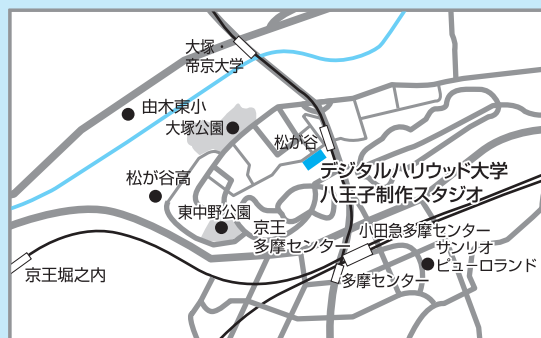 大塚・
帝京大学
由木東小
大塚公園
松が谷
デジタルハリウッド大学
八王子制作スタジオ
松が谷高
東中野公園
京王
多摩センター
小田急多摩センター
サンリオ
ピューロランド
多摩センター
京王堀之内